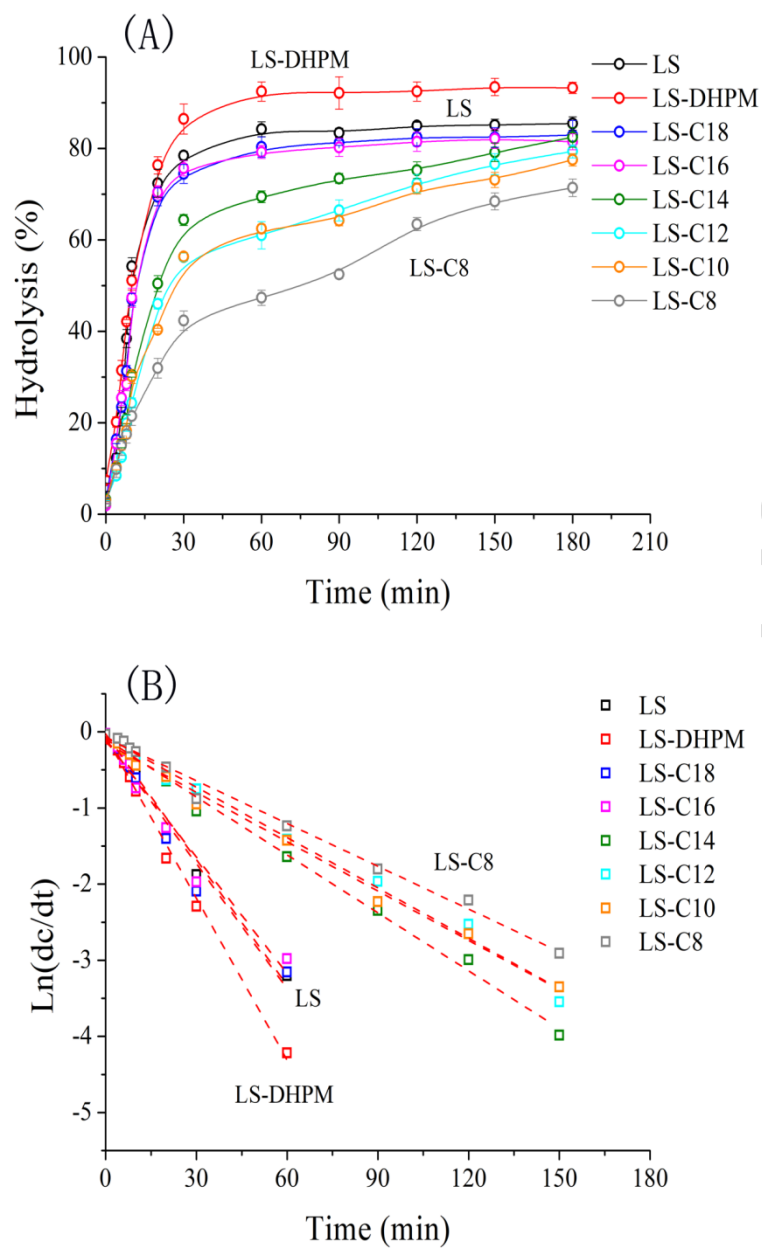 (A)
LS-DHPM
LS
LS-C8
LS
LS-DHPM
LS-C18
LS-C16
LS-C14
LS-C12
LS-C10
LS-C8
Hydrolysis (%)
100
80
60
40
20
0
0 30 60 90 120 150 180 210
Time (min)
(B)
LS
LS-DHPM
LS-C18
LS-C16
LS-C14
LS-C12
LS-C10
LS-C8
LS-C8
LS
LS-DHPM
Ln(dc/dt)
0
-1
-2
-3
-4
-5
0 30 60 90 120 150 180
Time (min)